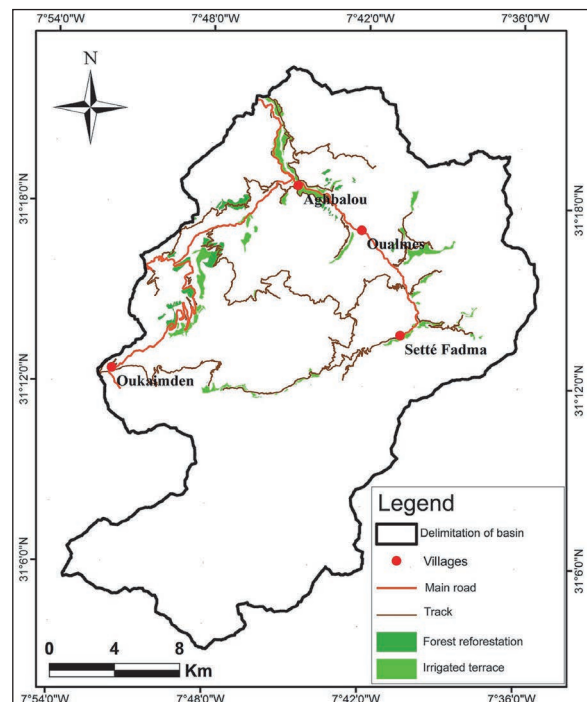 7°54'0"W 7°48'0"W 7°42'0"W 7°36'0"W
N
31°18'0"N
31°18'0"N
Aghbalou
Oualmes
Setté Fadma
Oukaimden
31°12'0"N
31°12'0"N
Legend
Delimitation of basin
Villages
Main road
Track
Forest reforestation
Irrigated terrace
31°6'0"N
31°6'0"N
0 4 8
Km
7°54'0"W 7°48'0"W 7°42'0"W 7°36'0"W